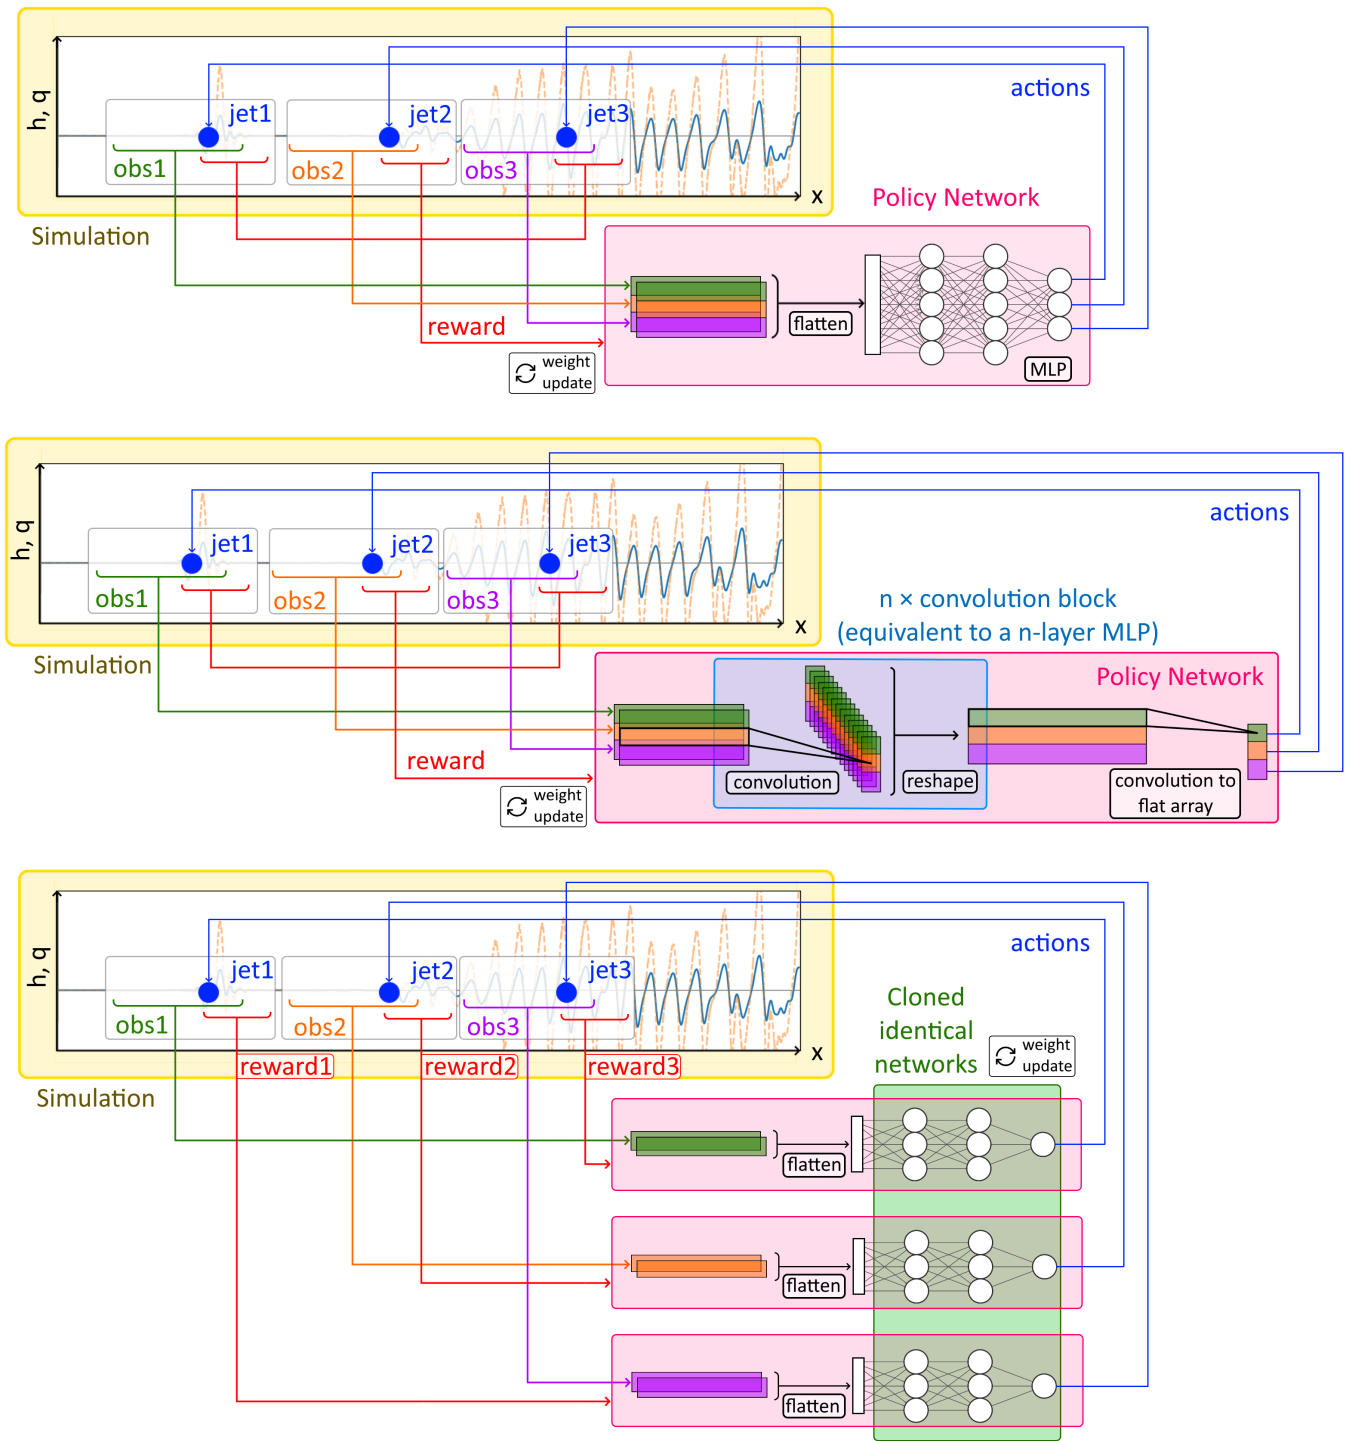 h, q
jet1
jet2
jet3
obs1
obs2
obs3
x
actions
Simulation
Policy Network
reward
flatten
weight
update
MLP
h, q
jet1
jet2
jet3
obs1
obs2
obs3
x
actions
Simulation
n × convolution block
(equivalent to a n-layer MLP)
Policy Network
reward
convolution
reshape
convolution to
flat array
weight
update
h, q
jet1
jet2
jet3
obs1
obs2
obs3
x
actions
reward1
reward2
reward3
Simulation
Cloned
identical
networks
weight
update
flatten
flatten
flatten